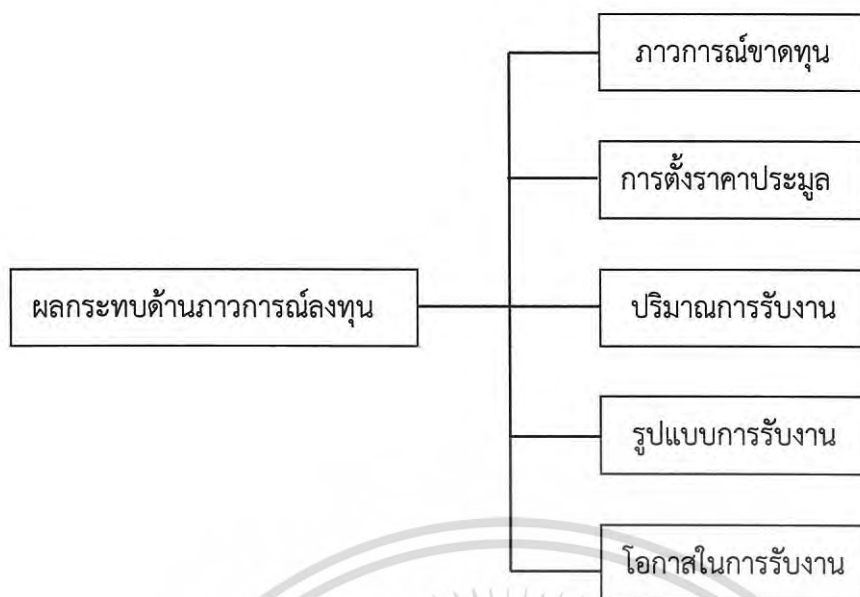 ภาวการณ์ขาดทุน
การตั้งราคาประมูล
ผลกระทบด้านภาวการณ์ลงทุน
ปริมาณการรับงาน
รูปแบบการรับงาน
โอกาสในการรับงาน